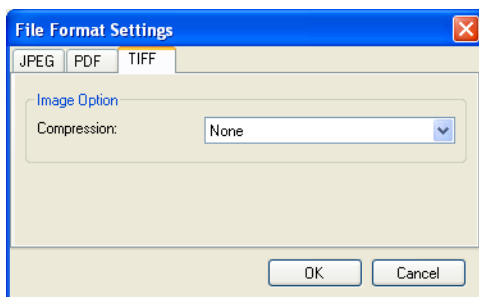 File Format Settings
JPEG PDF TIFF
Image Option
Compression: None
OK Cancel